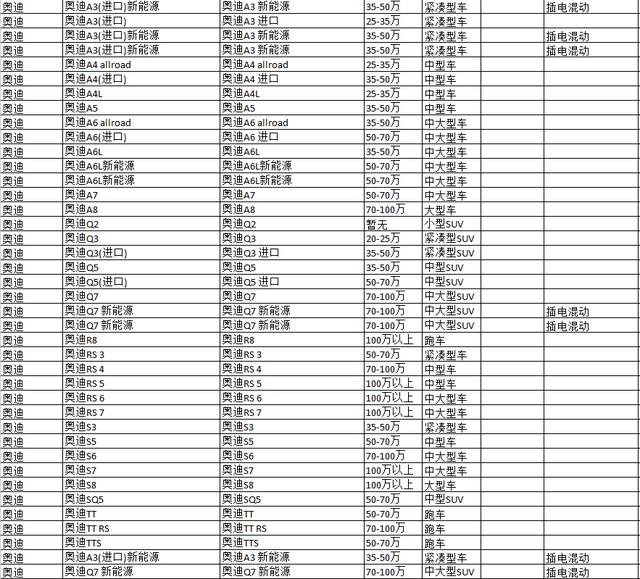 奥迪 奥迪A3(进口)新能源 奥迪A3 新能源 35-50万 紧凑型车 插电混动
奥迪 奥迪A3(进口) 奥迪A3 进口 25-35万 紧凑型车
奥迪 奥迪A3(进口)新能源 奥迪A3 新能源 35-50万 紧凑型车 插电混动
奥迪 奥迪A3(进口)新能源 奥迪A3 新能源 35-50万 紧凑型车 插电混动
奥迪 奥迪A4 allroad 奥迪A4 allroad 25-35万 中型车
奥迪 奥迪A4(进口) 奥迪A4 进口 35-50万 中型车
奥迪 奥迪A4L 奥迪A4L 25-35万 中型车
奥迪 奥迪A5 奥迪A5 35-50万 中型车
奥迪 奥迪A6 allroad 奥迪A6 allroad 35-50万 中大型车
奥迪 奥迪A6(进口) 奥迪A6 进口 50-70万 中大型车
奥迪 奥迪A6L 奥迪A6L 35-50万 中大型车
奥迪 奥迪A6L新能源 奥迪A6L新能源 50-70万 中大型车
奥迪 奥迪A6L新能源 奥迪A6L新能源 50-70万 中大型车
奥迪 奥迪A7 奥迪A7 50-70万 中大型车
奥迪 奥迪A8 奥迪A8 70-100万 大型车
奥迪 奥迪Q2 奥迪Q2 暂无 小型SUV
奥迪 奥迪Q3 奥迪Q3 20-25万 紧凑型SUV
奥迪 奥迪Q3(进口) 奥迪Q3 进口 35-50万 紧凑型SUV
奥迪 奥迪Q5 奥迪Q5 35-50万 中型SUV
奥迪 奥迪Q5(进口) 奥迪Q5 进口 50-70万 中型SUV
奥迪 奥迪Q7 奥迪Q7 70-100万 中大型SUV
奥迪 奥迪Q7 新能源 奥迪Q7 新能源 70-100万 中大型SUV 插电混动
奥迪 奥迪Q7 新能源 奥迪Q7 新能源 70-100万 中大型SUV 插电混动
奥迪 奥迪R8 奥迪R8 100万以上 跑车
奥迪 奥迪RS 3 奥迪RS 3 50-70万 紧凑型车
奥迪 奥迪RS 4 奥迪RS 4 70-100万 中型车
奥迪 奥迪RS 5 奥迪RS 5 100万以上 中型车
奥迪 奥迪RS 6 奥迪RS 6 100万以上 中大型车
奥迪 奥迪RS 7 奥迪RS 7 100万以上 中大型车
奥迪 奥迪S3 奥迪S3 35-50万 紧凑型车
奥迪 奥迪S5 奥迪S5 50-70万 中型车
奥迪 奥迪S6 奥迪S6 70-100万 中大型车
奥迪 奥迪S7 奥迪S7 100万以上 中大型车
奥迪 奥迪S8 奥迪S8 100万以上 大型车
奥迪 奥迪SQ5 奥迪SQ5 50-70万 中型SUV
奥迪 奥迪TT 奥迪TT 50-70万 跑车
奥迪 奥迪TT RS 奥迪TT RS 70-100万 跑车
奥迪 奥迪TTS 奥迪TTS 50-70万 跑车
奥迪 奥迪A3(进口)新能源 奥迪A3 新能源 35-50万 紧凑型车 插电混动
奥迪 奥迪Q7 新能源 奥迪Q7 新能源 70-100万 中大型SUV 插电混动